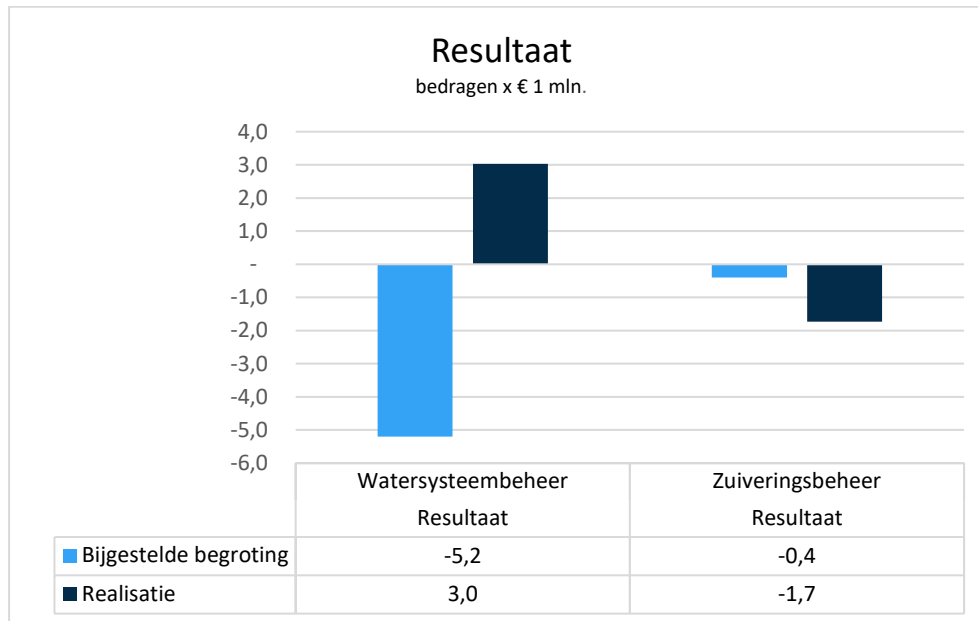 Resultaat
bedragen x € 1 mln.
4,0
3,0
2,0
1,0
-
-1,0
-2,0
-3,0
-4,0
-5,0
-6,0
Watersysteembeheer Zuiveringsbeheer
Resultaat Resultaat
Bijgestelde begroting -5,2 -0,4
Realisatie 3,0 -1,7